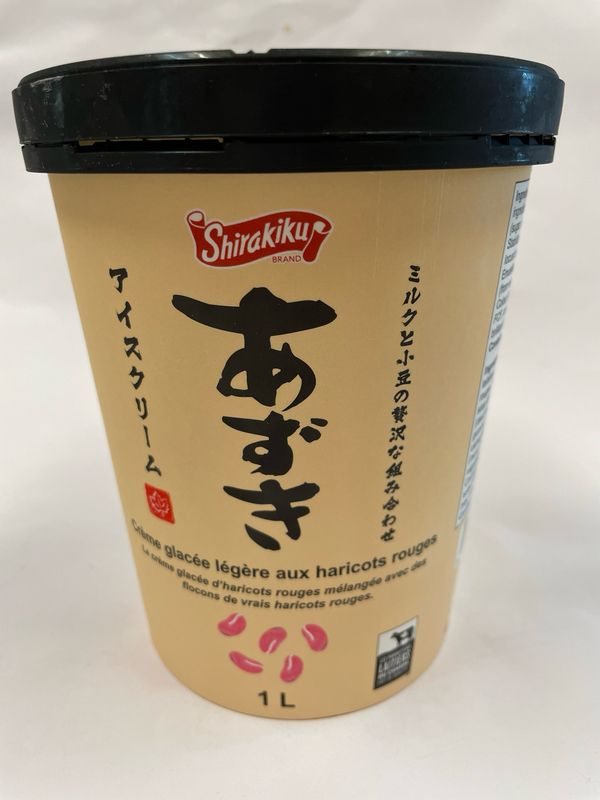 Shirakiku
BRAND
あずき
アイスクリーム
ミルクと小豆の贅沢な組み合わせ
Crème glacée légère aux haricots rouges
La crème glacée d'haricots rouges mélangée avec des
flocons de vrais haricots rouges.
1 L